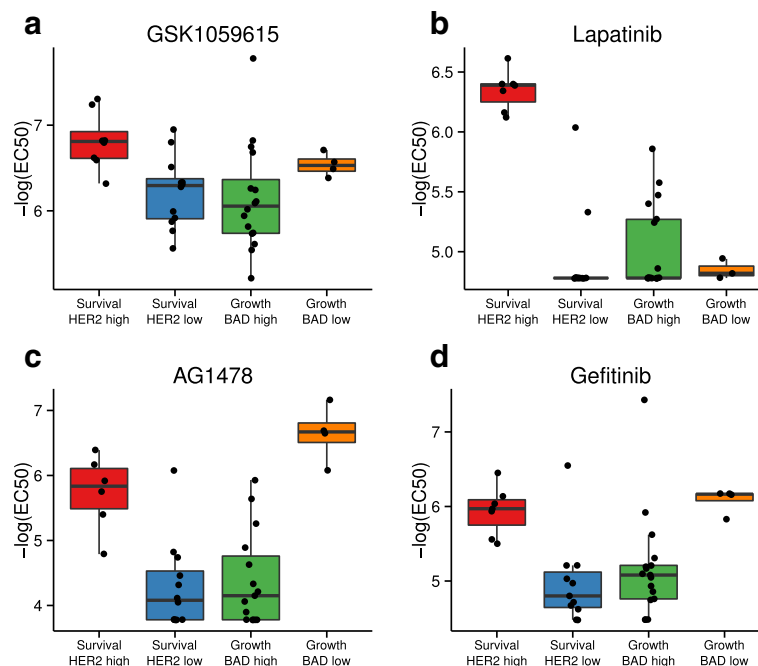 a
GSK1059615
−log(EC50)
7
6
Survival
HER2 high
Survival
HER2 low
Growth
BAD high
Growth
BAD low
b
Lapatinib
−log(EC50)
6.5
6.0
5.5
5.0
Survival
HER2 high
Survival
HER2 low
Growth
BAD high
Growth
BAD low
c
AG1478
−log(EC50)
7
6
5
4
Survival
HER2 high
Survival
HER2 low
Growth
BAD high
Growth
BAD low
d
Gefitinib
−log(EC50)
7
6
5
Survival
HER2 high
Survival
HER2 low
Growth
BAD high
Growth
BAD low